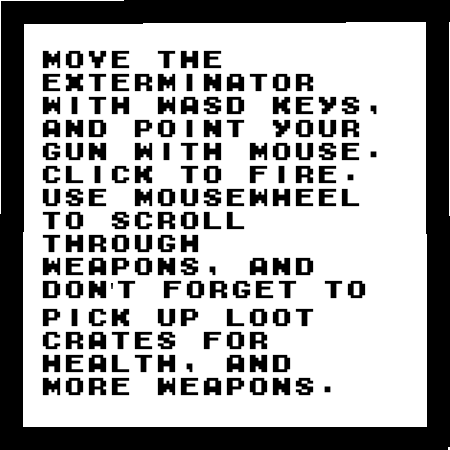 MOVE THE
EXTERMINATOR
WITH WASD KEYS,
AND POINT YOUR
GUN WITH MOUSE.
CLICK TO FIRE.
USE MOUSEWHEEL
TO SCROLL
THROUGH
WEAPONS, AND
DON'T FORGET TO
PICK UP LOOT
CRATES FOR
HEALTH, AND
MORE WEAPONS.